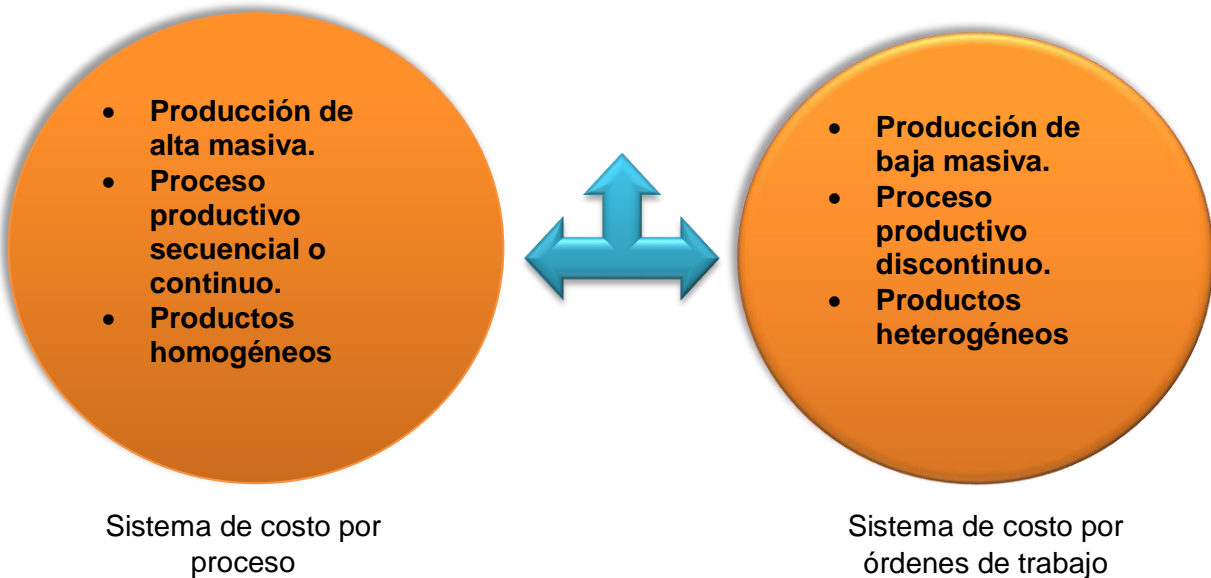 • Producción de
alta masiva.
• Proceso
productivo
secuencial o
continuo.
• Productos
homogéneos
Sistema de costo por
proceso
• Producción de
baja masiva.
• Proceso
productivo
discontinuo.
• Productos
heterogéneos
Sistema de costo por
órdenes de trabajo